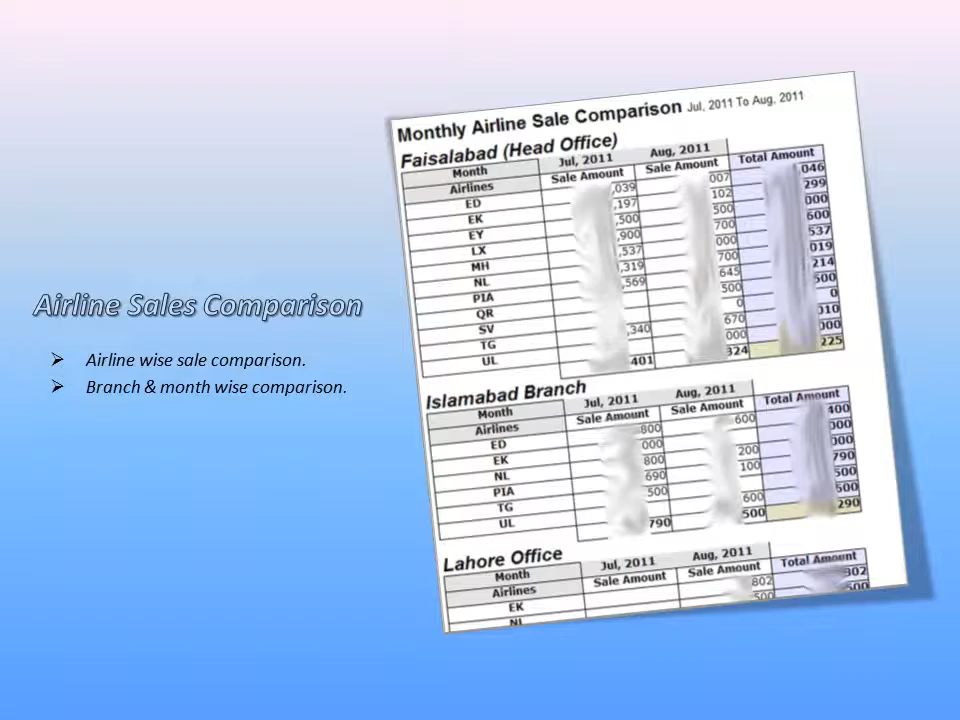 Airline Sales Comparison
Airline wise sale comparison.
Branch & month wise comparison.
Monthly Airline Sale Comparison Jul, 2011 To Aug, 2011
Faisalabad (Head Office)
Month Jul, 2011 Aug, 2011 Total Amount
Airlines Sale Amount Sale Amount
ED ,039 007 046
EK ,197 102 299
EY ,500 500 000
LX ,900 700 600
MH ,537 000 537
NL ,319 700 019
PIA ,569 645 214
QR 500 500
SV 0 0
TG ,340 670 010
UL 000 000
401 324 225
Islamabad Branch
Month Jul, 2011 Aug, 2011 Total Amount
Airlines Sale Amount Sale Amount
ED 800 600 400
EK 000 000
NL 800 200 000
PIA 690 100 790
TG 500 500
UL 600 600
790 500 290
Lahore Office
Month Jul, 2011 Aug, 2011 Total Amount
Airlines Sale Amount Sale Amount
EK 802 802
NL 500 500